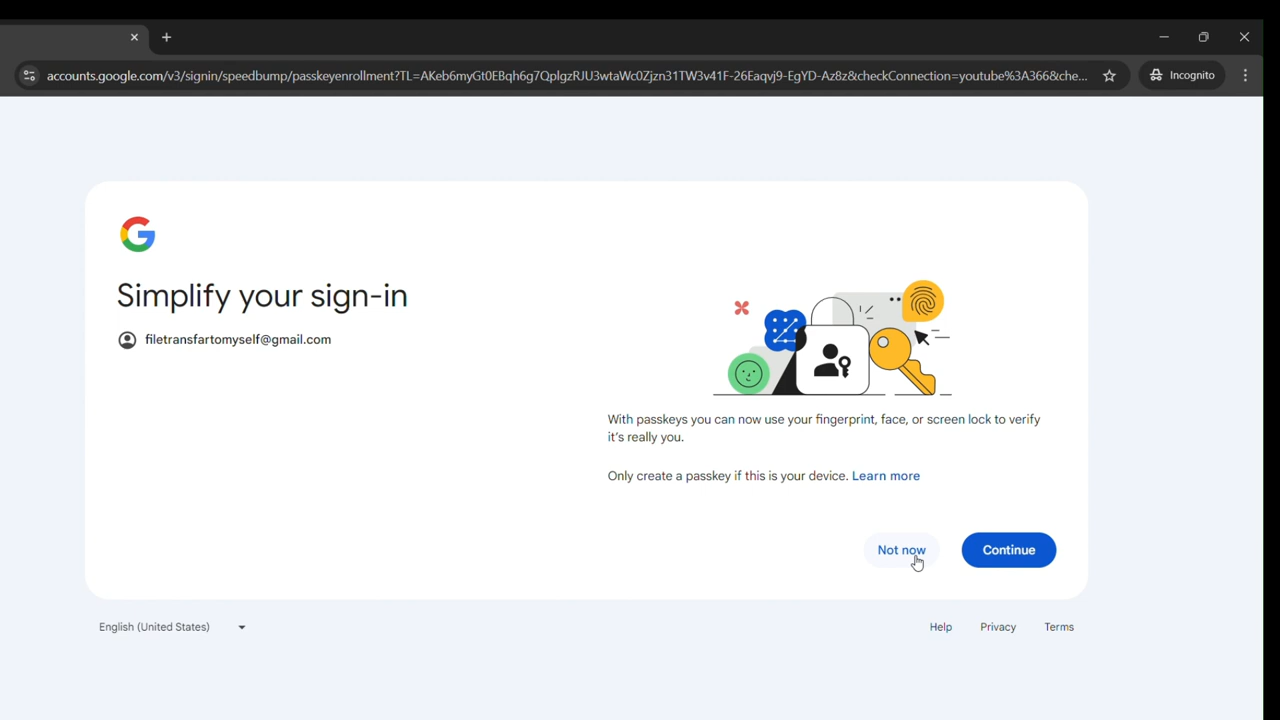 accounts.google.com/v3/signin/speedbump/passkeyenrollment?TL=AKeb6myGt0EBqh6g7QplgzRJU3wtaWc0Zjzn31TW3v41F-26Eaqvj9-EgYD-Az8z&checkConnection=youtube%3A366&che...
Incognito
Simplify your sign-in
filetransfartomyself@gmail.com
With passkeys you can now use your fingerprint, face, or screen lock to verify
it's really you.
Only create a passkey if this is your device. Learn more
Not now
Continue
English (United States)
Help
Privacy
Terms